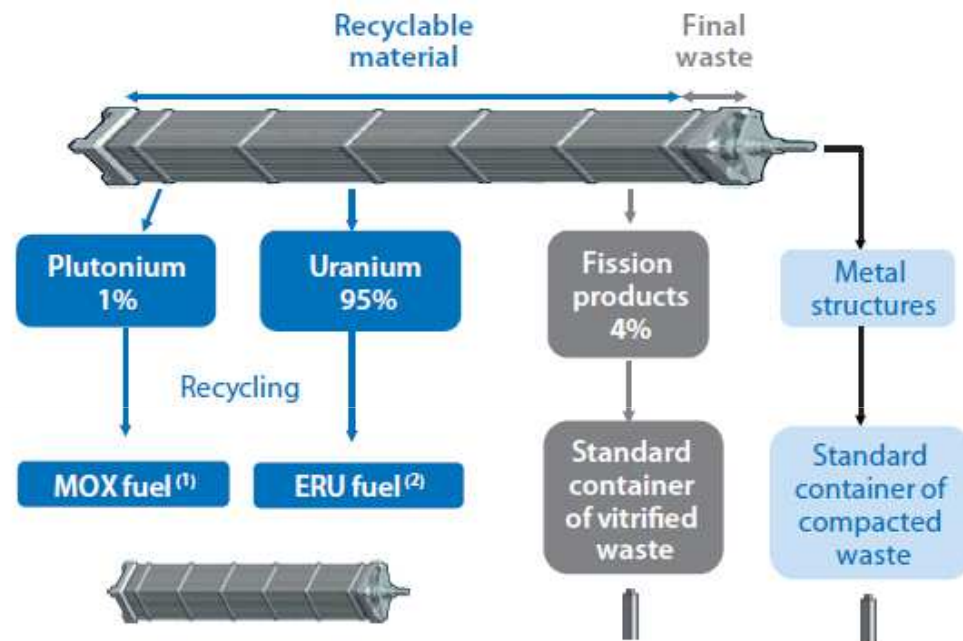 Recyclable
material
Final
waste
Plutonium
1%
Uranium
95%
Fission
products
4%
Metal
structures
Recycling
MOX fuel (1)
ERU fuel (2)
Standard
container
of vitrified
waste
Standard
container of
compacted
waste